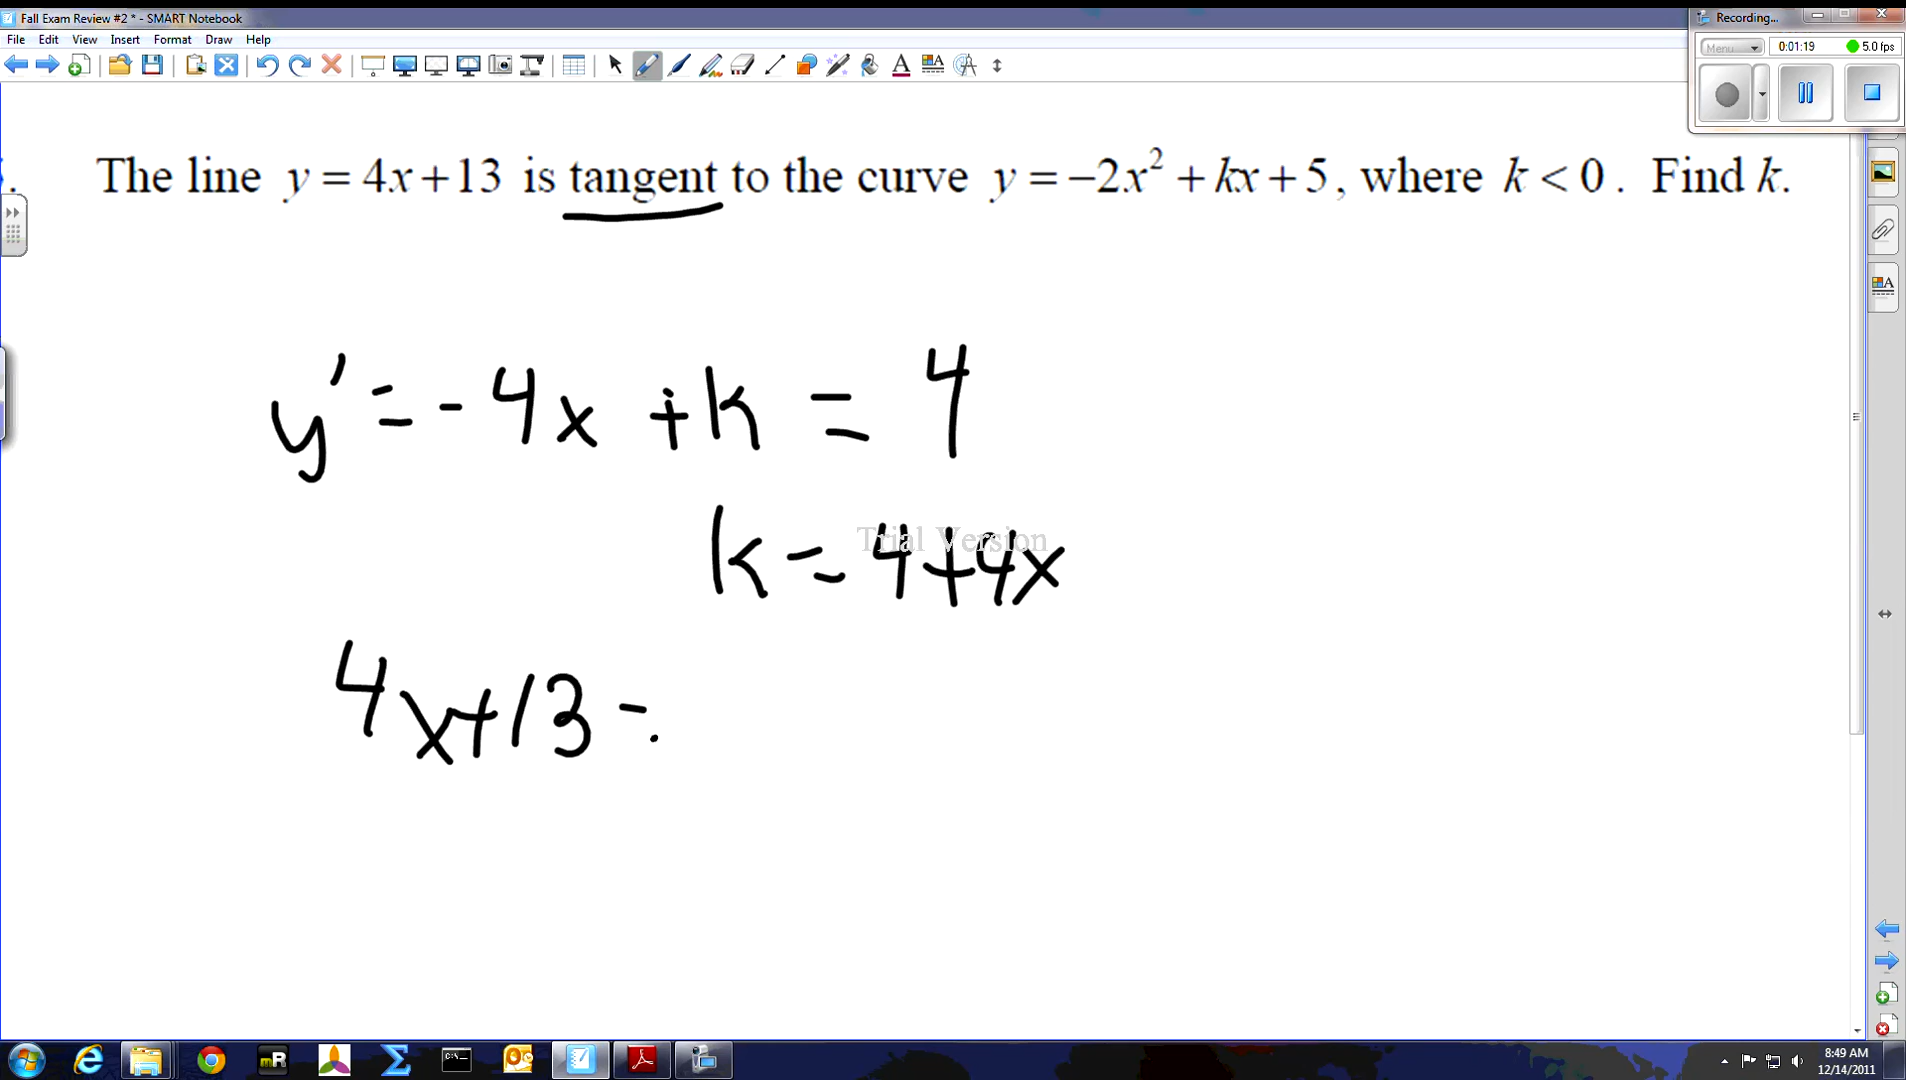 Fall Exam Review #2 * - SMART Notebook
Recording...
File Edit View Insert Format Draw Help
Menu 0:01:19 5.0 fps
The line y = 4x + 13 is tangent to the curve y = −2x² + kx + 5, where k < 0. Find k.
y' = -4x + k = 4
k = 4+4x
Trial Version
4x+13 =
C:\
mR
8:49 AM
12/14/2011